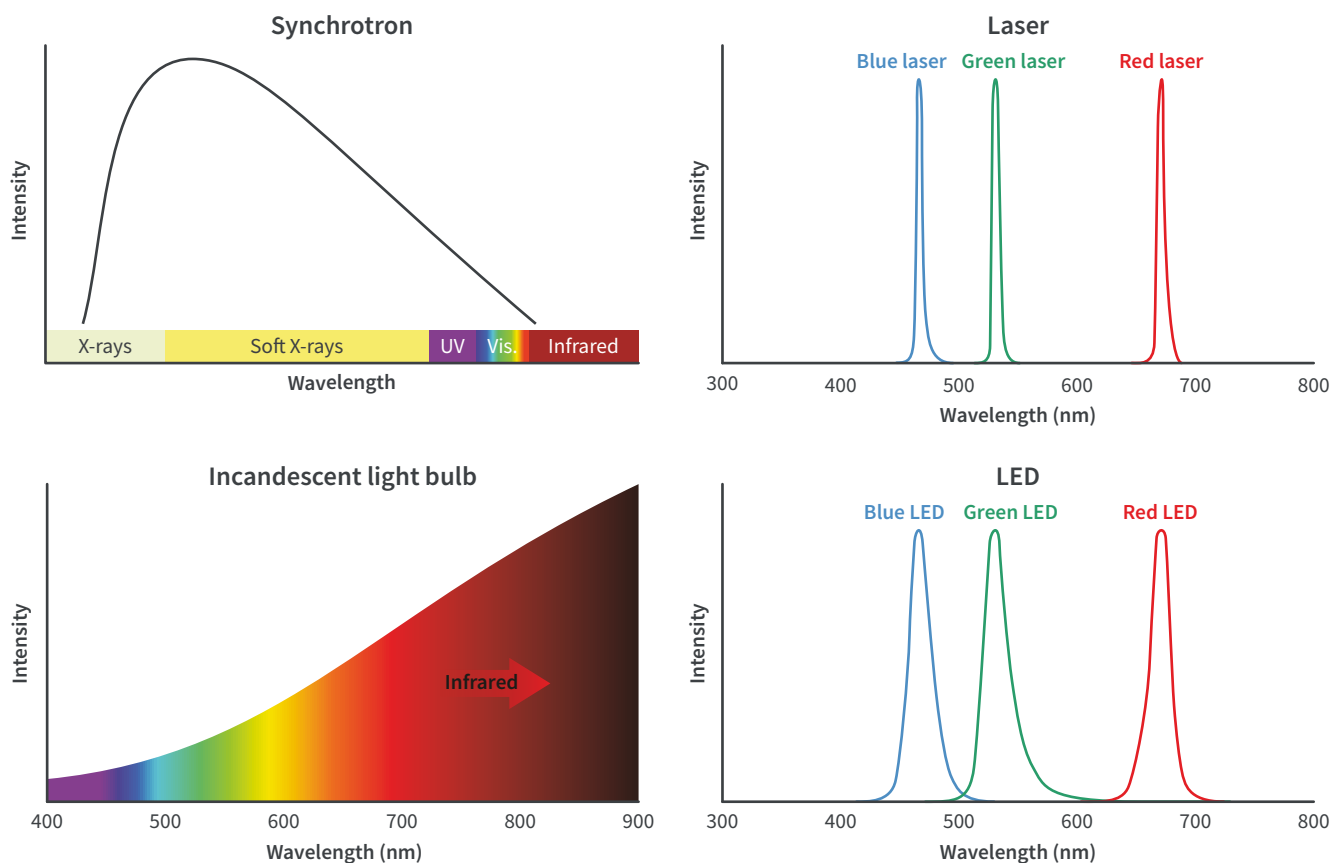 Synchrotron
Intensity
X-rays
Soft X-rays
UV
Vis.
Infrared
Wavelength
Laser
Blue laser
Green laser
Red laser
Intensity
300 400 500 600 700 800
Wavelength (nm)
Incandescent light bulb
Intensity
Infrared
400 500 600 700 800 900
Wavelength (nm)
LED
Blue LED
Green LED
Red LED
Intensity
300 400 500 600 700 800
Wavelength (nm)